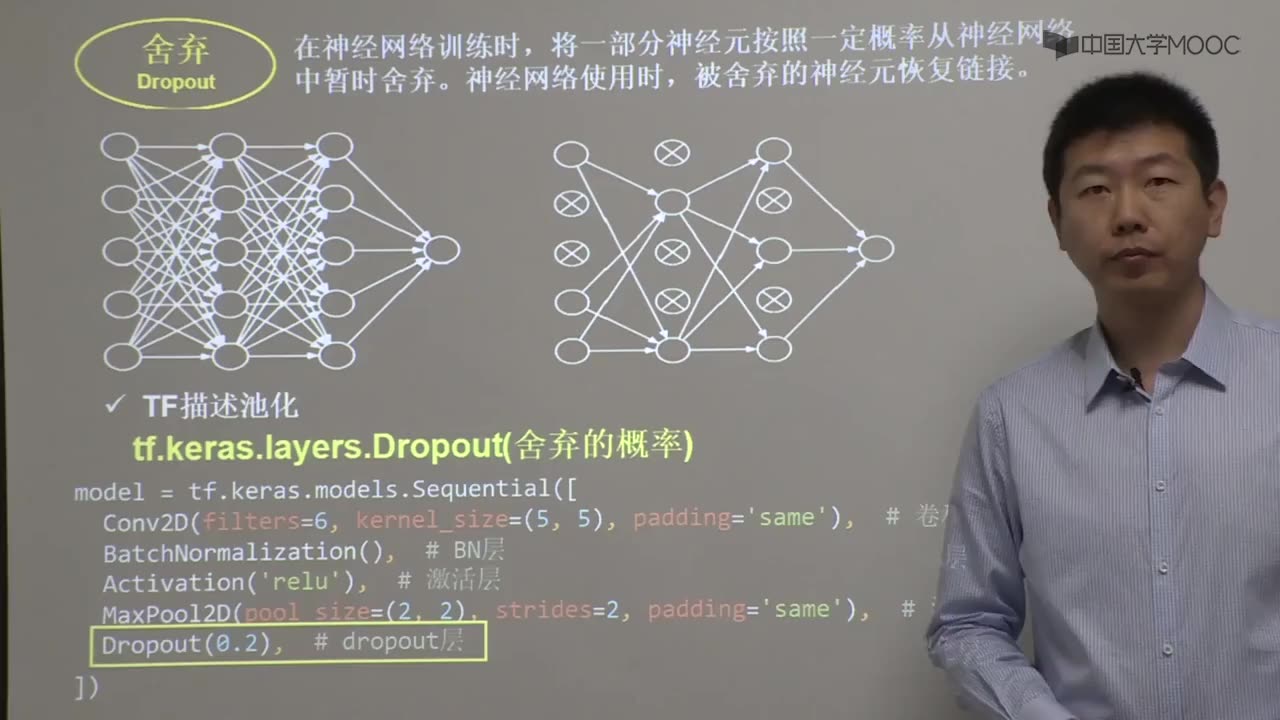 舍弃
Dropout
在神经网络训练时，将一部分神经元按照一定概率从神经网络
中暂时舍弃。神经网络使用时，被舍弃的神经元恢复链接。
中国大学MOOC
✓ TF描述池化
tf.keras.layers.Dropout(舍弃的概率)
model = tf.keras.models.Sequential([
Conv2D(filters=6, kernel_size=(5, 5), padding='same'), # 卷
BatchNormalization(), # BN层
Activation('relu'), # 激活层
MaxPool2D(pool_size=(2, 2), strides=2, padding='same'), #
Dropout(0.2), # dropout层
])